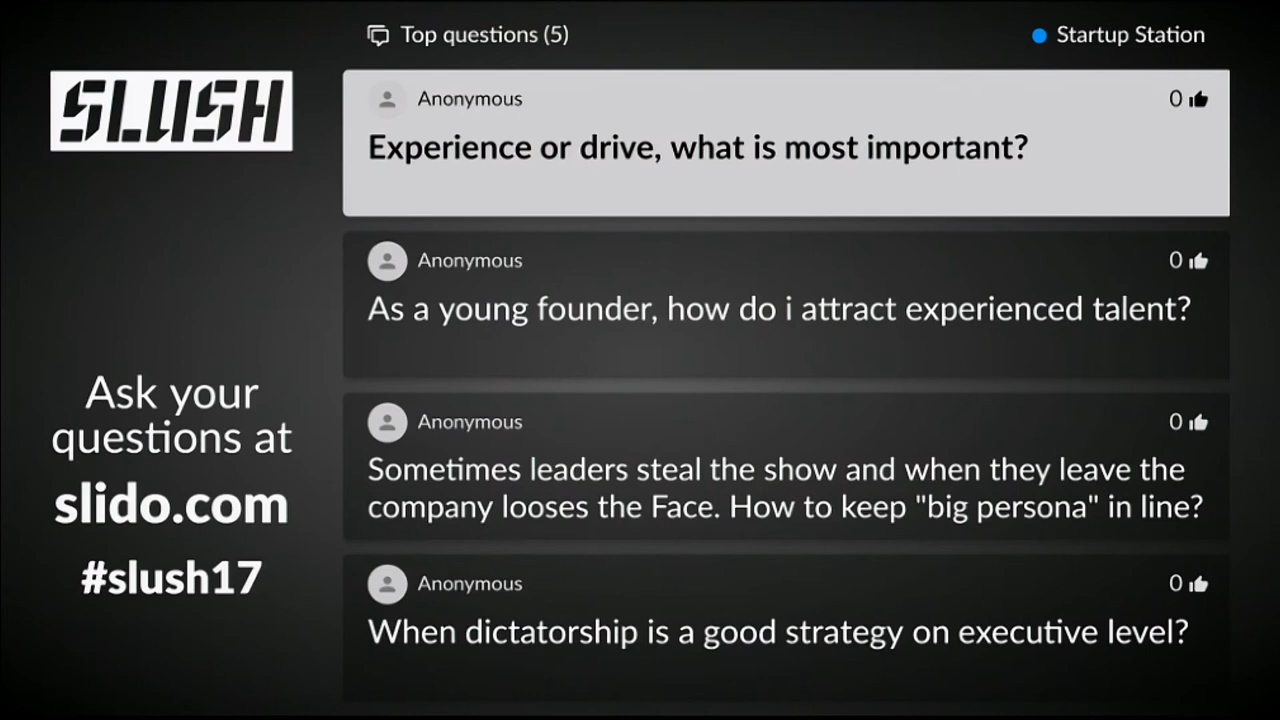 Top questions (5)
Startup Station
SLUSH
Anonymous
0
Experience or drive, what is most important?
Anonymous
0
As a young founder, how do i attract experienced talent?
Anonymous
0
Sometimes leaders steal the show and when they leave the
company looses the Face. How to keep "big persona" in line?
Anonymous
0
When dictatorship is a good strategy on executive level?
Ask your
questions at
slido.com
#slush17